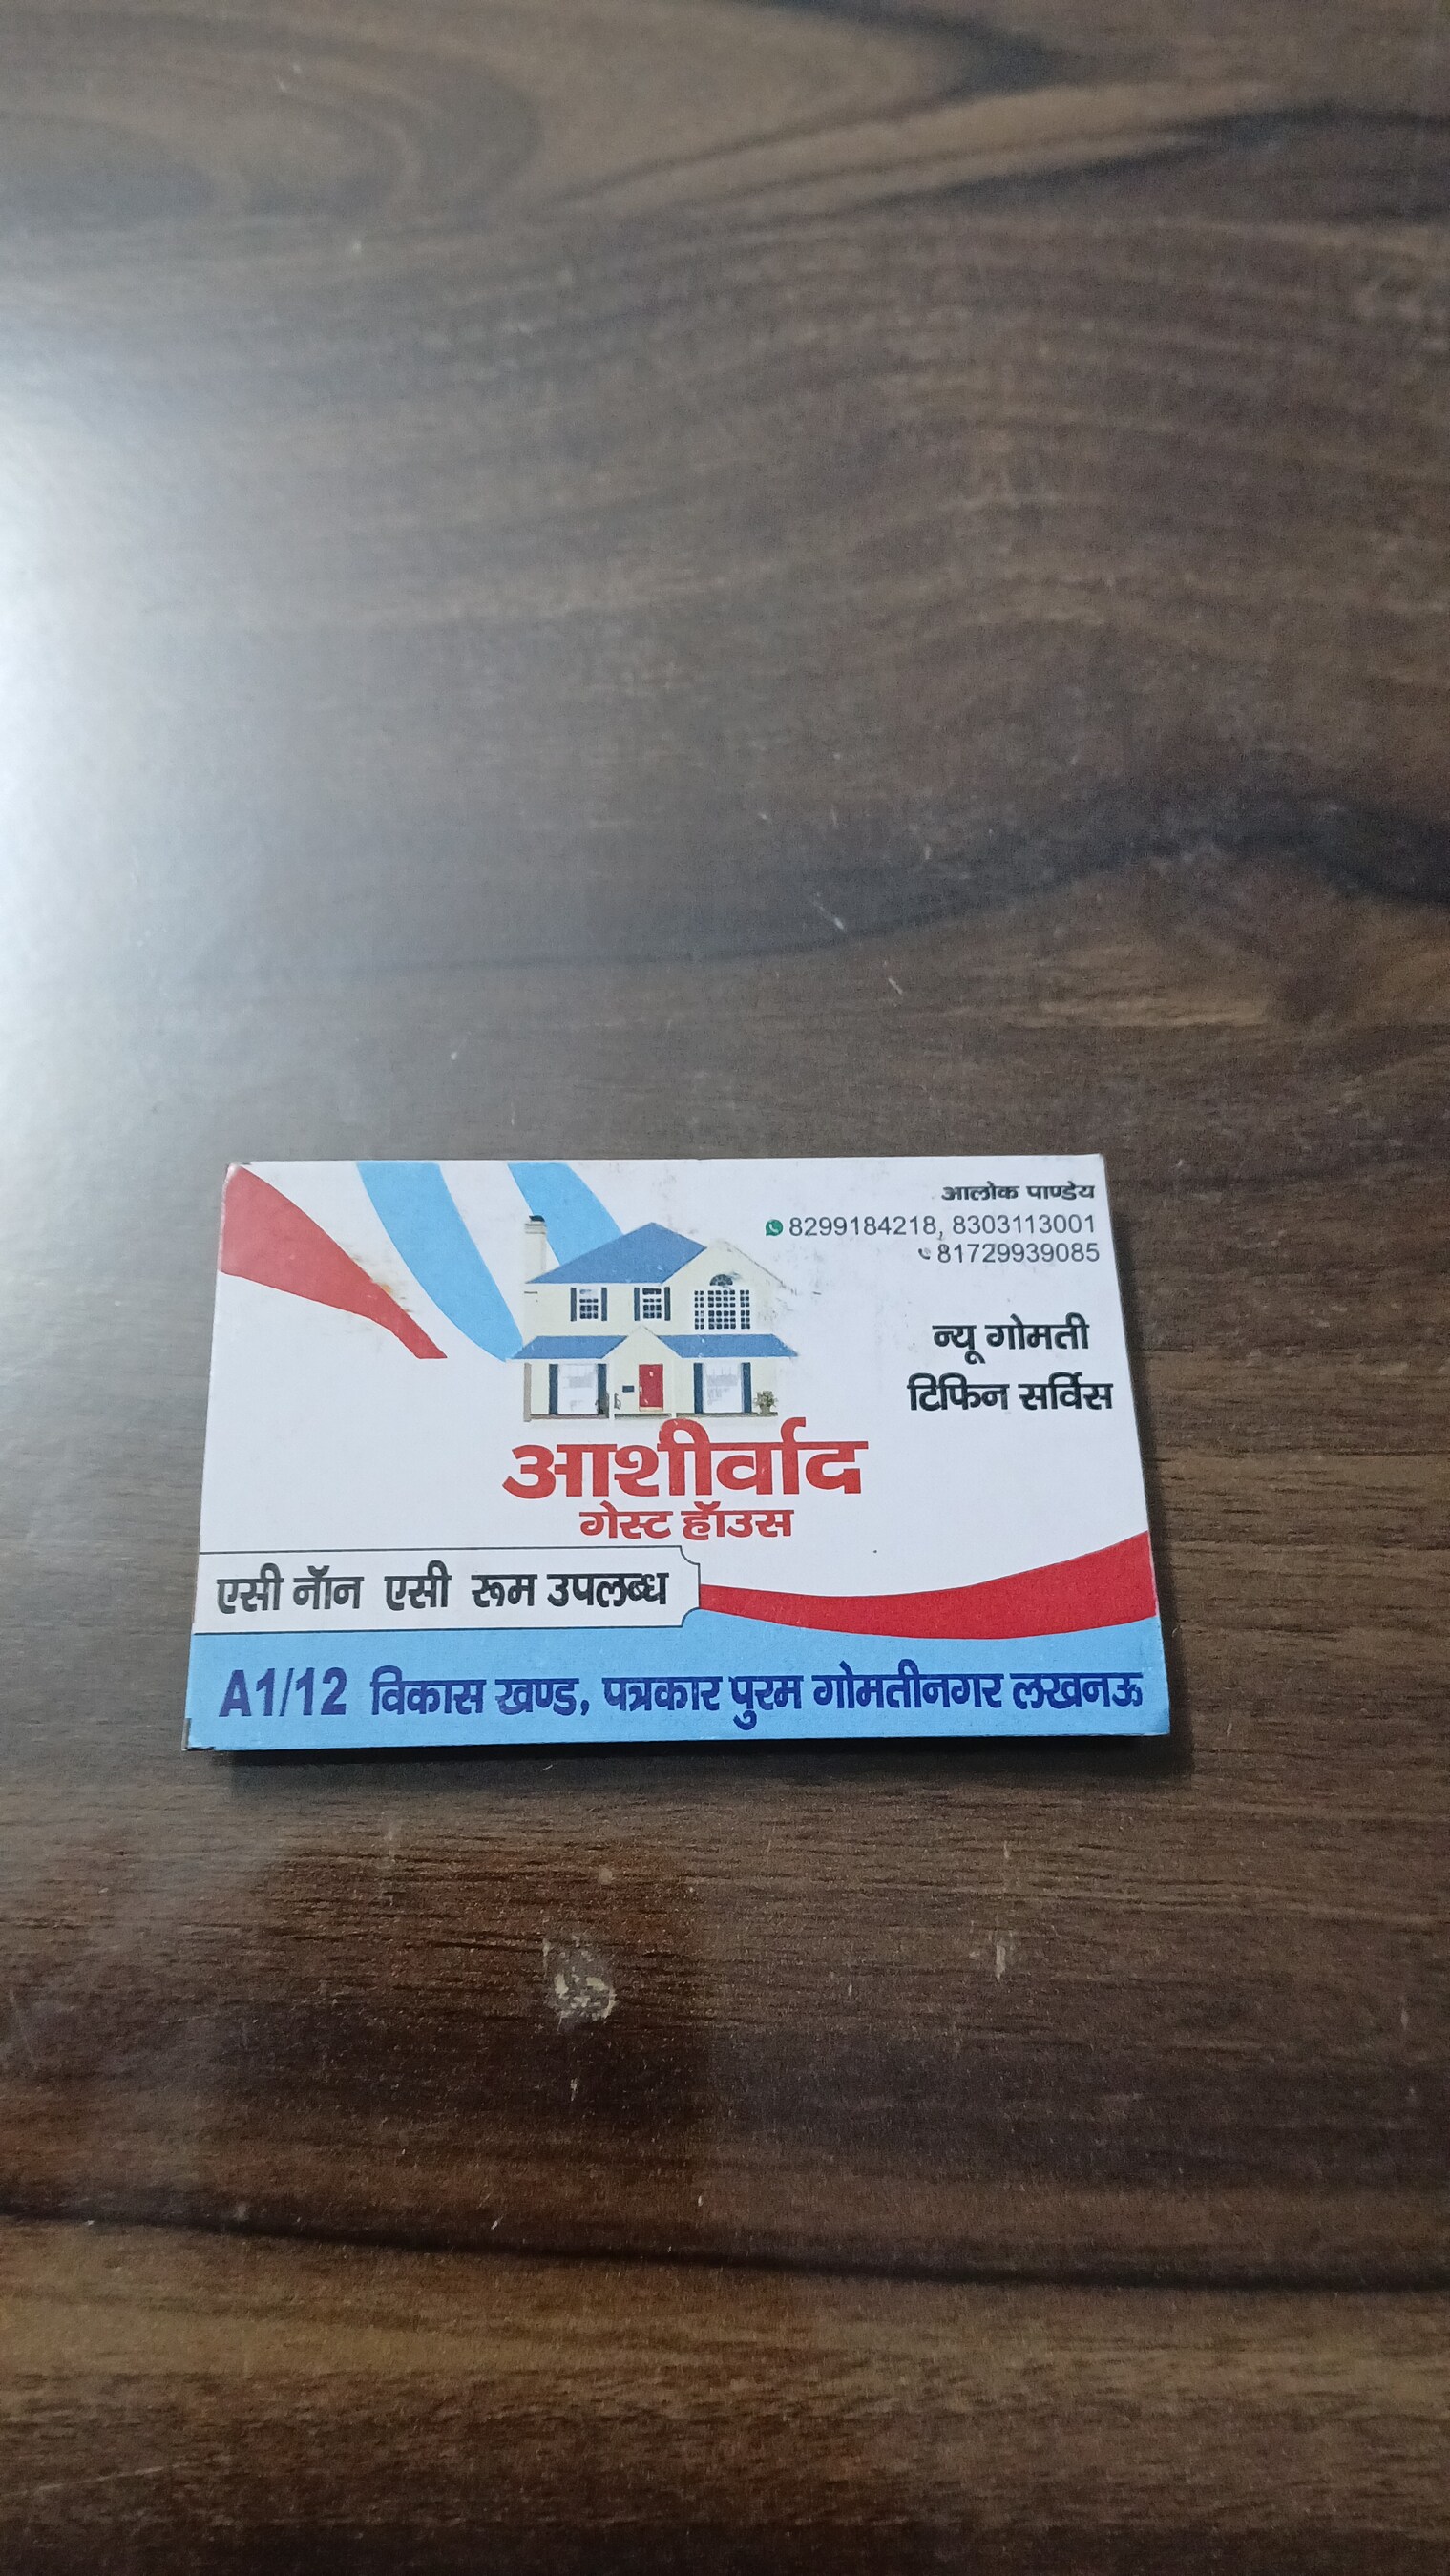 आलोक पाण्डेय
8299184218, 8303113001
81729939085
न्यू गोमती
टिफिन सर्विस
आशीर्वाद
गेस्ट हॉउस
एसी नॉन एसी रूम उपलब्ध
A1/12 विकास खण्ड, पत्रकार पुरम गोमतीनगर लखनऊ